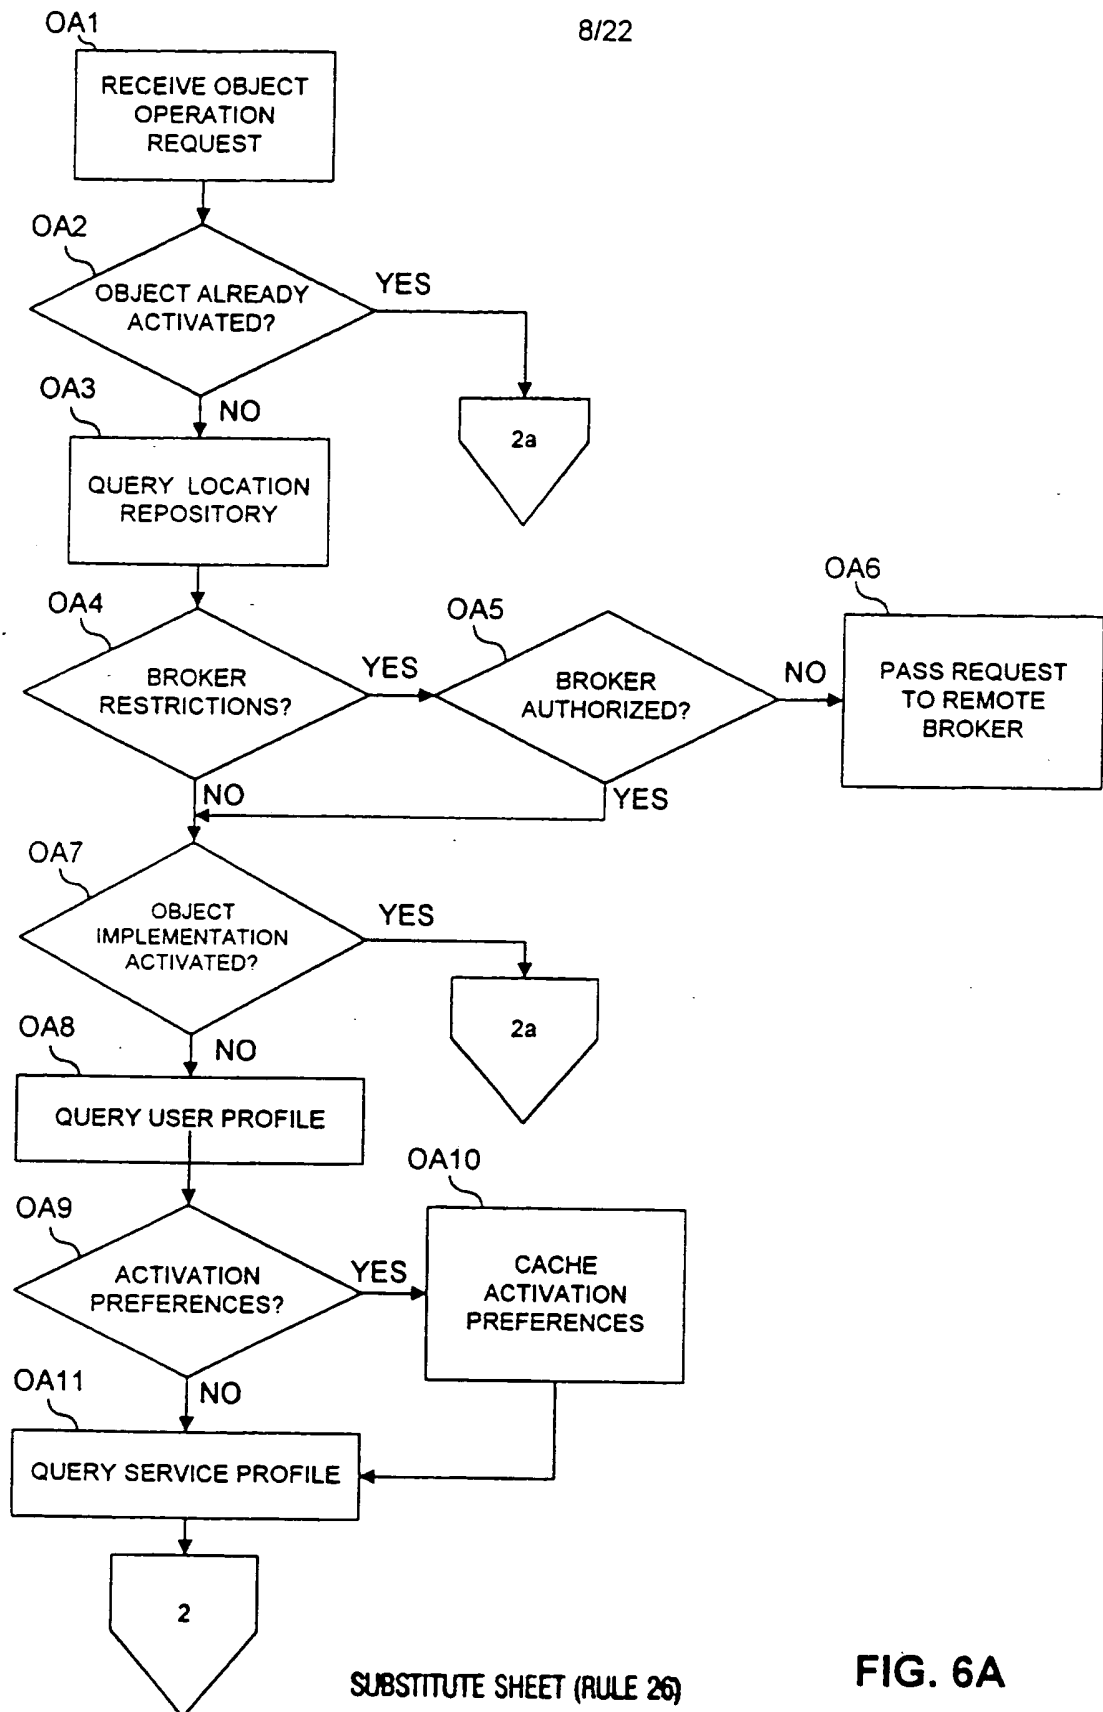 OA1
8/22
RECEIVE OBJECT
OPERATION
REQUEST
OA2
YES
OBJECT ALREADY
ACTIVATED?
OA3
NO
2a
QUERY LOCATION
REPOSITORY
OA4
OA5
OA6
BROKER
RESTRICTIONS?
YES
BROKER
AUTHORIZED?
NO
PASS REQUEST
TO REMOTE
BROKER
NO
YES
OA7
OBJECT
IMPLEMENTATION
ACTIVATED?
YES
2a
OA8
NO
QUERY USER PROFILE
OA10
OA9
ACTIVATION
PREFERENCES?
YES
CACHE
ACTIVATION
PREFERENCES
OA11
NO
QUERY SERVICE PROFILE
2
SUBSTITUTE SHEET (RULE 26)
FIG. 6A